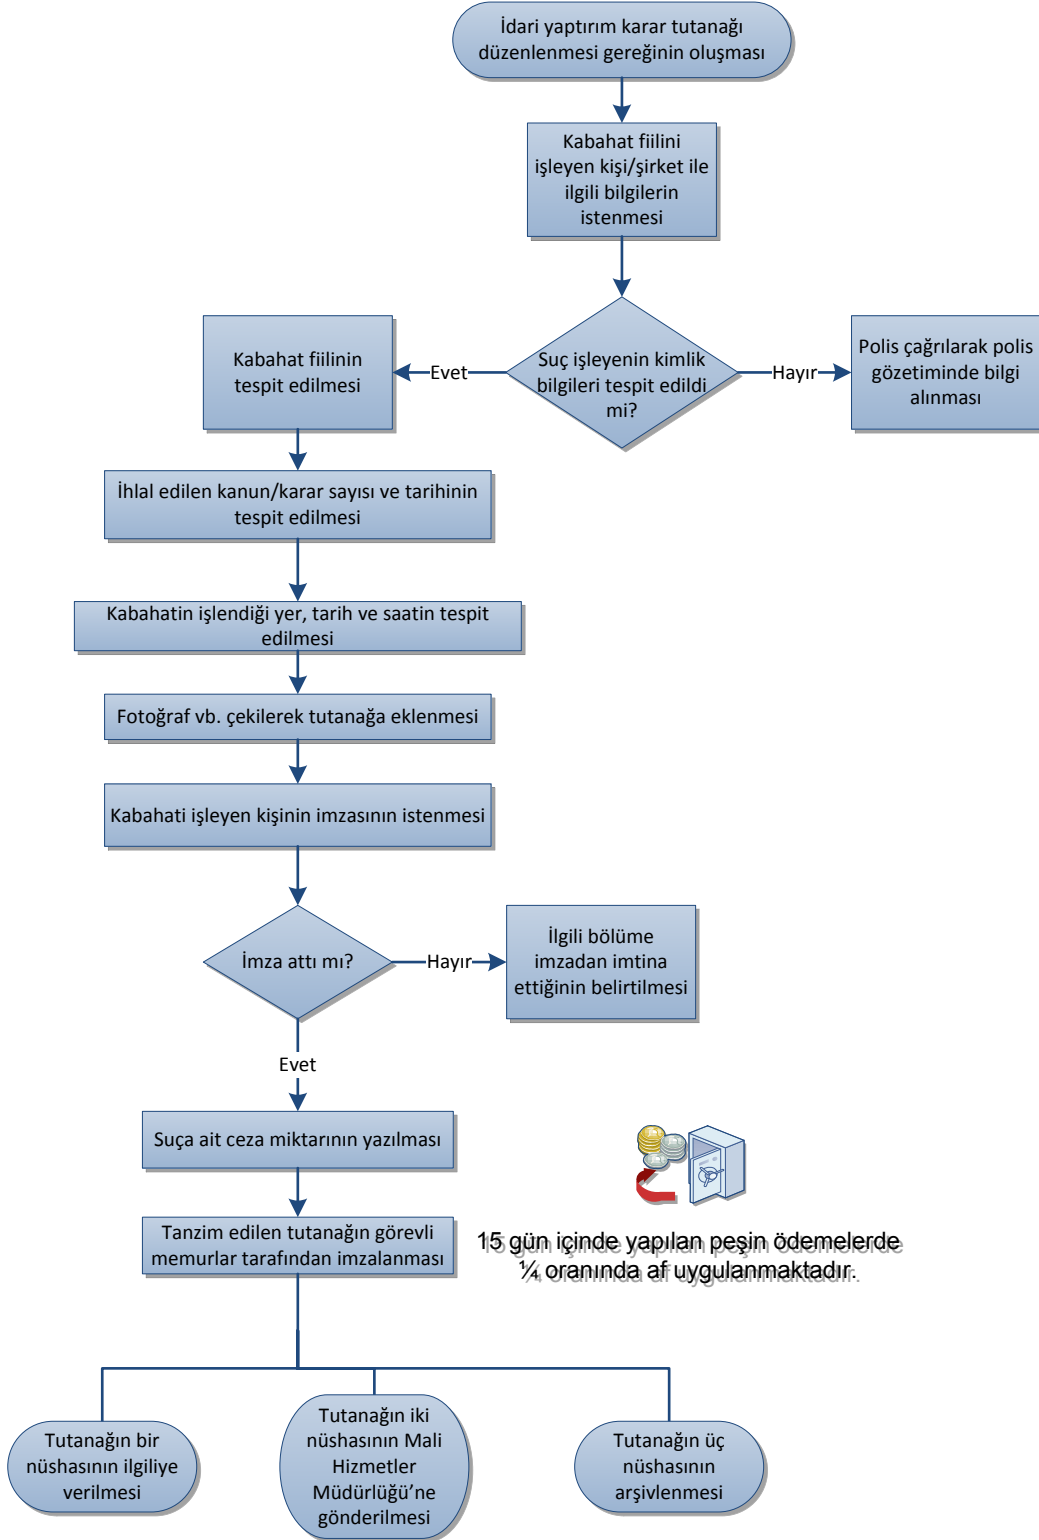 İdari yaptırım karar tutanağı
düzenlenmesi gereğinin oluşması
Kabahat fiilini
işleyen kişi/şirket ile
ilgili bilgilerin
istenmesi
Suç işleyenin kimlik
bilgileri tespit edildi
mi?
Evet
Hayır
Kabahat fiilinin
tespit edilmesi
Polis çağrılarak polis
gözetiminde bilgi
alınması
İhlal edilen kanun/karar sayısı ve tarihinin
tespit edilmesi
Kabahatin işlendiği yer, tarih ve saatin tespit
edilmesi
Fotoğraf vb. çekilerek tutanağa eklenmesi
Kabahati işleyen kişinin imzasının istenmesi
İmza attı mı?
Hayır
İlgili bölüme
imzadan imtina
ettiğinin belirtilmesi
Evet
Suça ait ceza miktarının yazılması
Tanzim edilen tutanağın görevli
memurlar tarafından imzalanması
15 gün içinde yapılan peşin ödemelerde
¼ oranında af uygulanmaktadır.
Tutanağın bir
nüshasının ilgiliye
verilmesi
Tutanağın iki
nüshasının Mali
Hizmetler
Müdürlüğü’ne
gönderilmesi
Tutanağın üç
nüshasının
arşivlenmesi